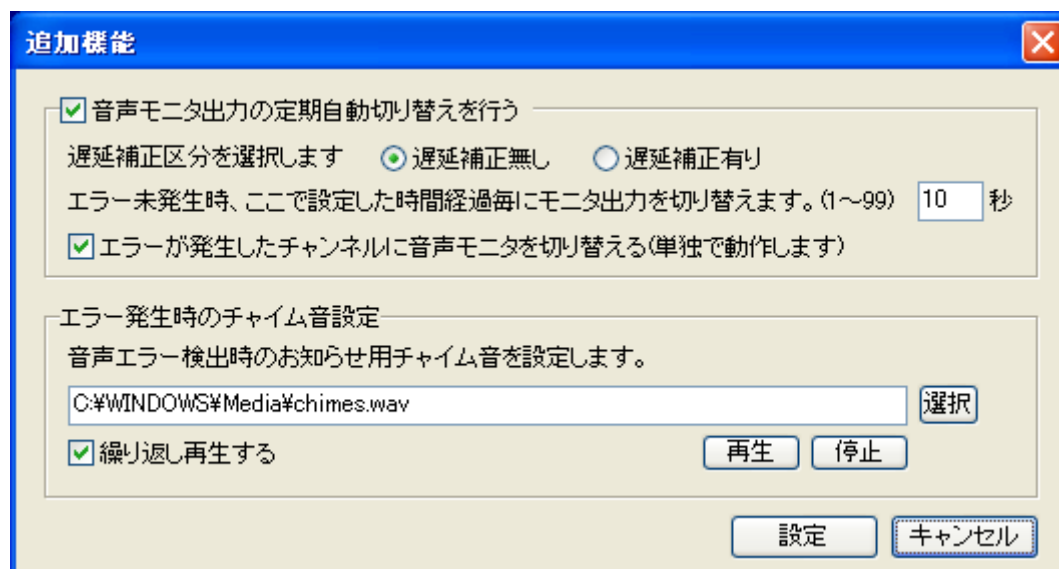 追加機能
音声モニタ出力の定期自動切り替えを行う
遅延補正区分を選択します 遅延補正無し 遅延補正有り
エラー未発生時、ここで設定した時間経過毎にモニタ出力を切り替えます。(1～99) 10 秒
エラーが発生したチャンネルに音声モニタを切り替える(単独で動作します)
エラー発生時のチャイム音設定
音声エラー検出時のお知らせ用チャイム音を設定します。
C:¥WINDOWS¥Media¥chimes.wav 選択
繰り返し再生する 再生 停止
設定 キャンセル